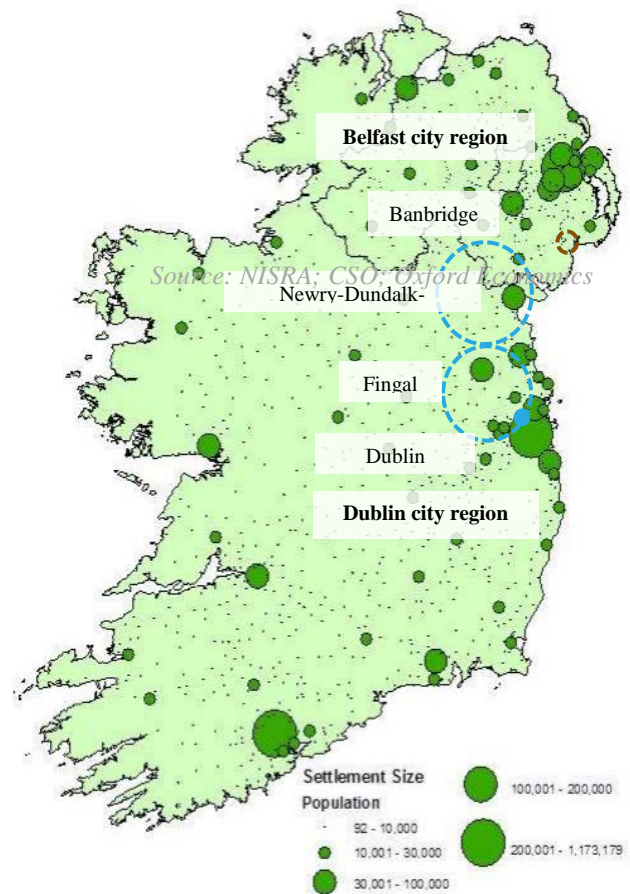 Belfast city region
Banbridge
Source: NISRA; CSO; Oxford Economics
Newry-Dundalk-
Fingal
Dublin
Dublin city region
Settlement Size
Population
92 - 10,000
10,001 - 30,000
30,001 - 100,000
100,001 - 200,000
200,001 - 1,173,179